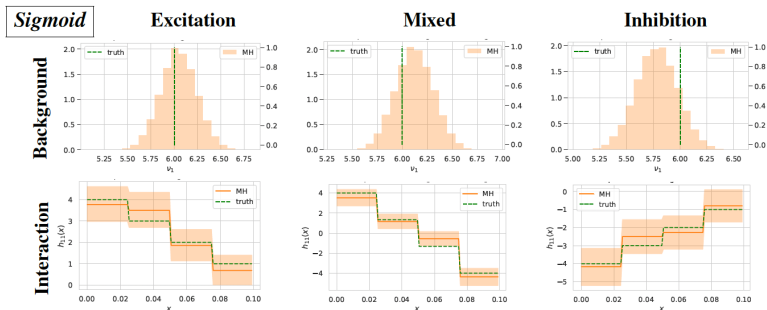 Sigmoid Excitation Mixed Inhibition
Background
2.0 1.5 1.0 0.5 0.0
truth MH
1.0 0.8 0.6 0.4 0.2 0.0
5.25 5.50 5.75 6.00 6.25 6.50 6.75
ν1
2.0 1.5 1.0 0.5 0.0
truth MH
1.0 0.8 0.6 0.4 0.2 0.0
5.25 5.50 5.75 6.00 6.25 6.50 6.75 7.00
ν1
2.0 1.5 1.0 0.5 0.0
truth MH
1.0 0.8 0.6 0.4 0.2 0.0
5.00 5.25 5.50 5.75 6.00 6.25 6.50
ν1
Interaction
h11(x)
4 3 2 1
MH
truth
0.00 0.02 0.04 0.06 0.08 0.10
x
h11(x)
4 2 0 −2 −4
MH
truth
0.00 0.02 0.04 0.06 0.08 0.10
x
h11(x)
0 −1 −2 −3 −4 −5
MH
truth
0.00 0.02 0.04 0.06 0.08 0.10
x